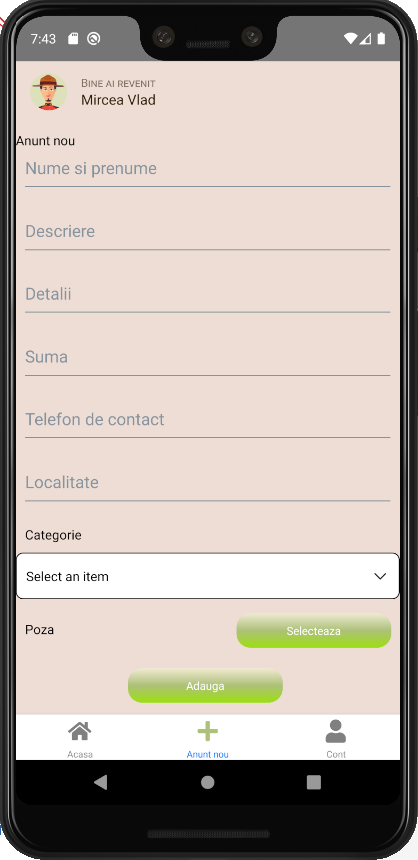 7:43
Bine ai revenit
Mircea Vlad
Anunt nou
Nume si prenume
Descriere
Detalii
Suma
Telefon de contact
Localitate
Categorie
Select an item
Poza
Selecteaza
Adauga
Acasa
Anunt nou
Cont